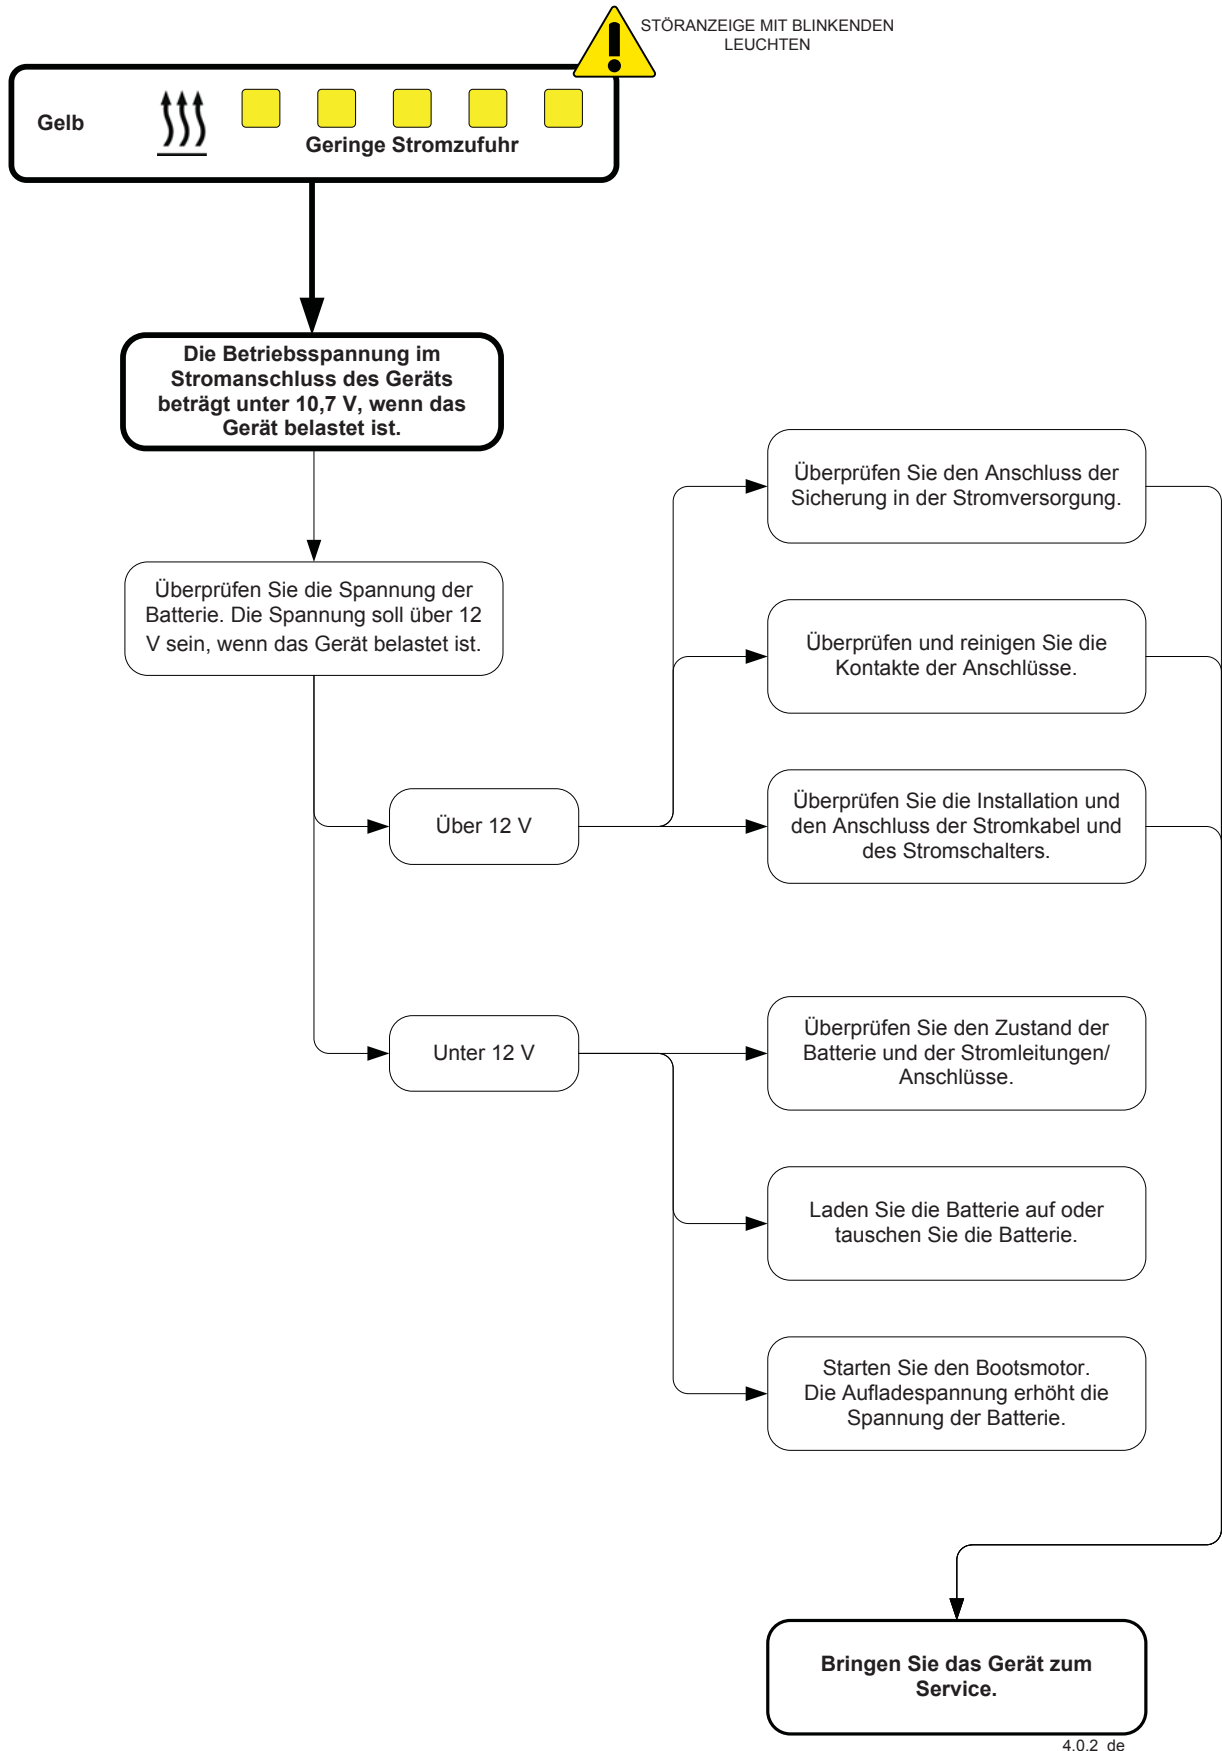 STÖRANZEIGE MIT BLINKENDEN
LEUCHTEN
Gelb
Geringe Stromzufuhr
Die Betriebsspannung im
Stromanschluss des Geräts
beträgt unter 10,7 V, wenn das
Gerät belastet ist.
Überprüfen Sie den Anschluss der
Sicherung in der Stromversorgung.
Überprüfen Sie die Spannung der
Batterie. Die Spannung soll über 12
V sein, wenn das Gerät belastet ist.
Überprüfen und reinigen Sie die
Kontakte der Anschlüsse.
Über 12 V
Überprüfen Sie die Installation und
den Anschluss der Stromkabel und
des Stromschalters.
Unter 12 V
Überprüfen Sie den Zustand der
Batterie und der Stromleitungen/
Anschlüsse.
Laden Sie die Batterie auf oder
tauschen Sie die Batterie.
Starten Sie den Bootsmotor.
Die Aufladespannung erhöht die
Spannung der Batterie.
Bringen Sie das Gerät zum
Service.
4.0.2_de